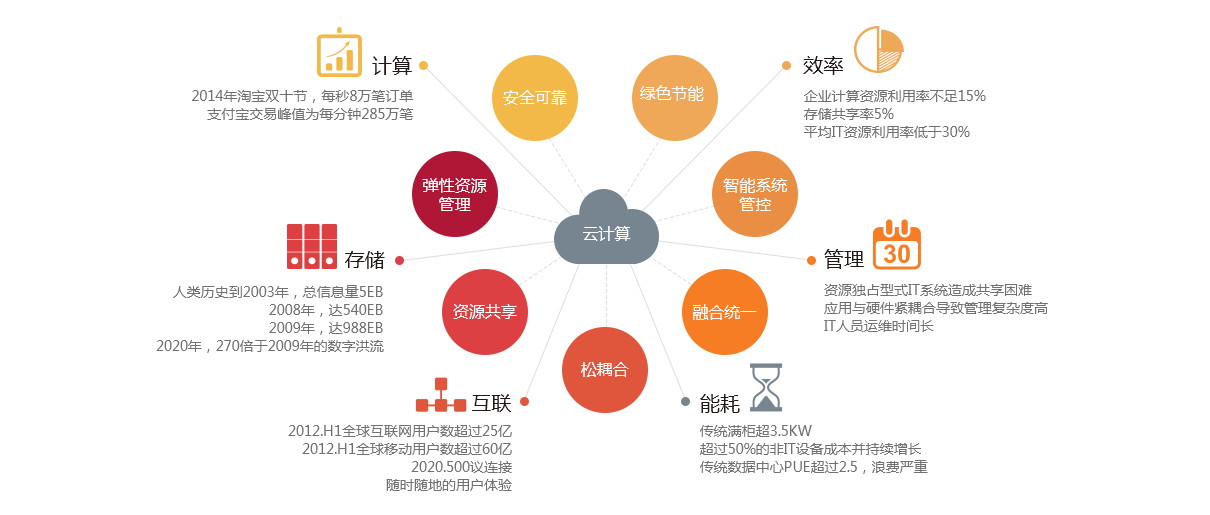 计算
2014年淘宝双十节，每秒8万笔订单
支付宝交易峰值为每分钟285万笔
安全可靠
绿色节能
效率
企业计算资源利用率不足15%
存储共享率5%
平均IT资源利用率低于30%
弹性资源
管理
智能系统
管控
云计算
存储
人类历史到2003年，总信息量5EB
2008年，达540EB
2009年，达988EB
2020年，270倍于2009年的数字洪流
资源共享
融合统一
管理
30
资源独占型式IT系统造成共享困难
应用与硬件紧耦合导致管理复杂度高
IT人员运维时间长
松耦合
互联
2012.H1全球互联网用户数超过25亿
2012.H1全球移动用户数超过60亿
2020.500议连接
随时随地的用户体验
能耗
传统满柜超3.5KW
超过50%的非IT设备成本并持续增长
传统数据中心PUE超过2.5，浪费严重